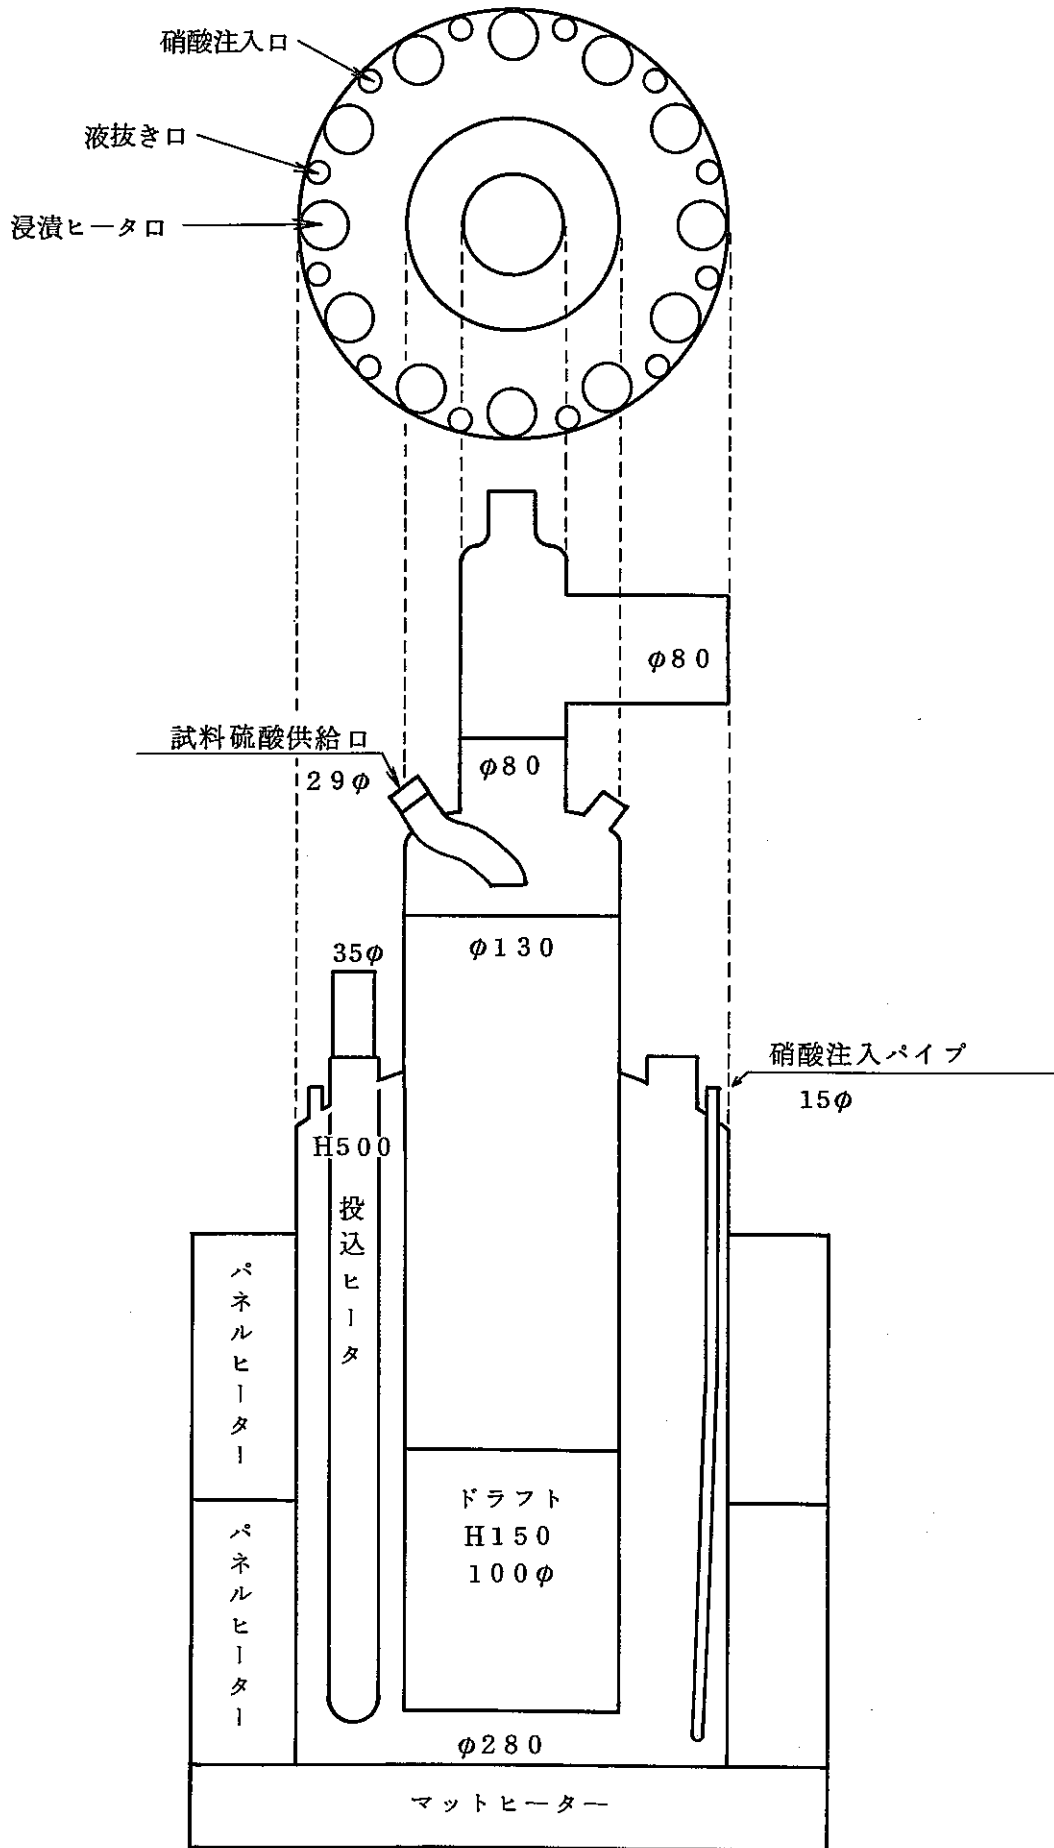 硝酸注入口
液抜き口
浸漬ヒータ口
φ80
試料硫酸供給口
29φ
φ80
35φ
φ130
硝酸注入パイプ
15φ
H500
投込ヒータ
パネルヒーター
ドラフト
H150
100φ
パネルヒーター
φ280
マットヒーター